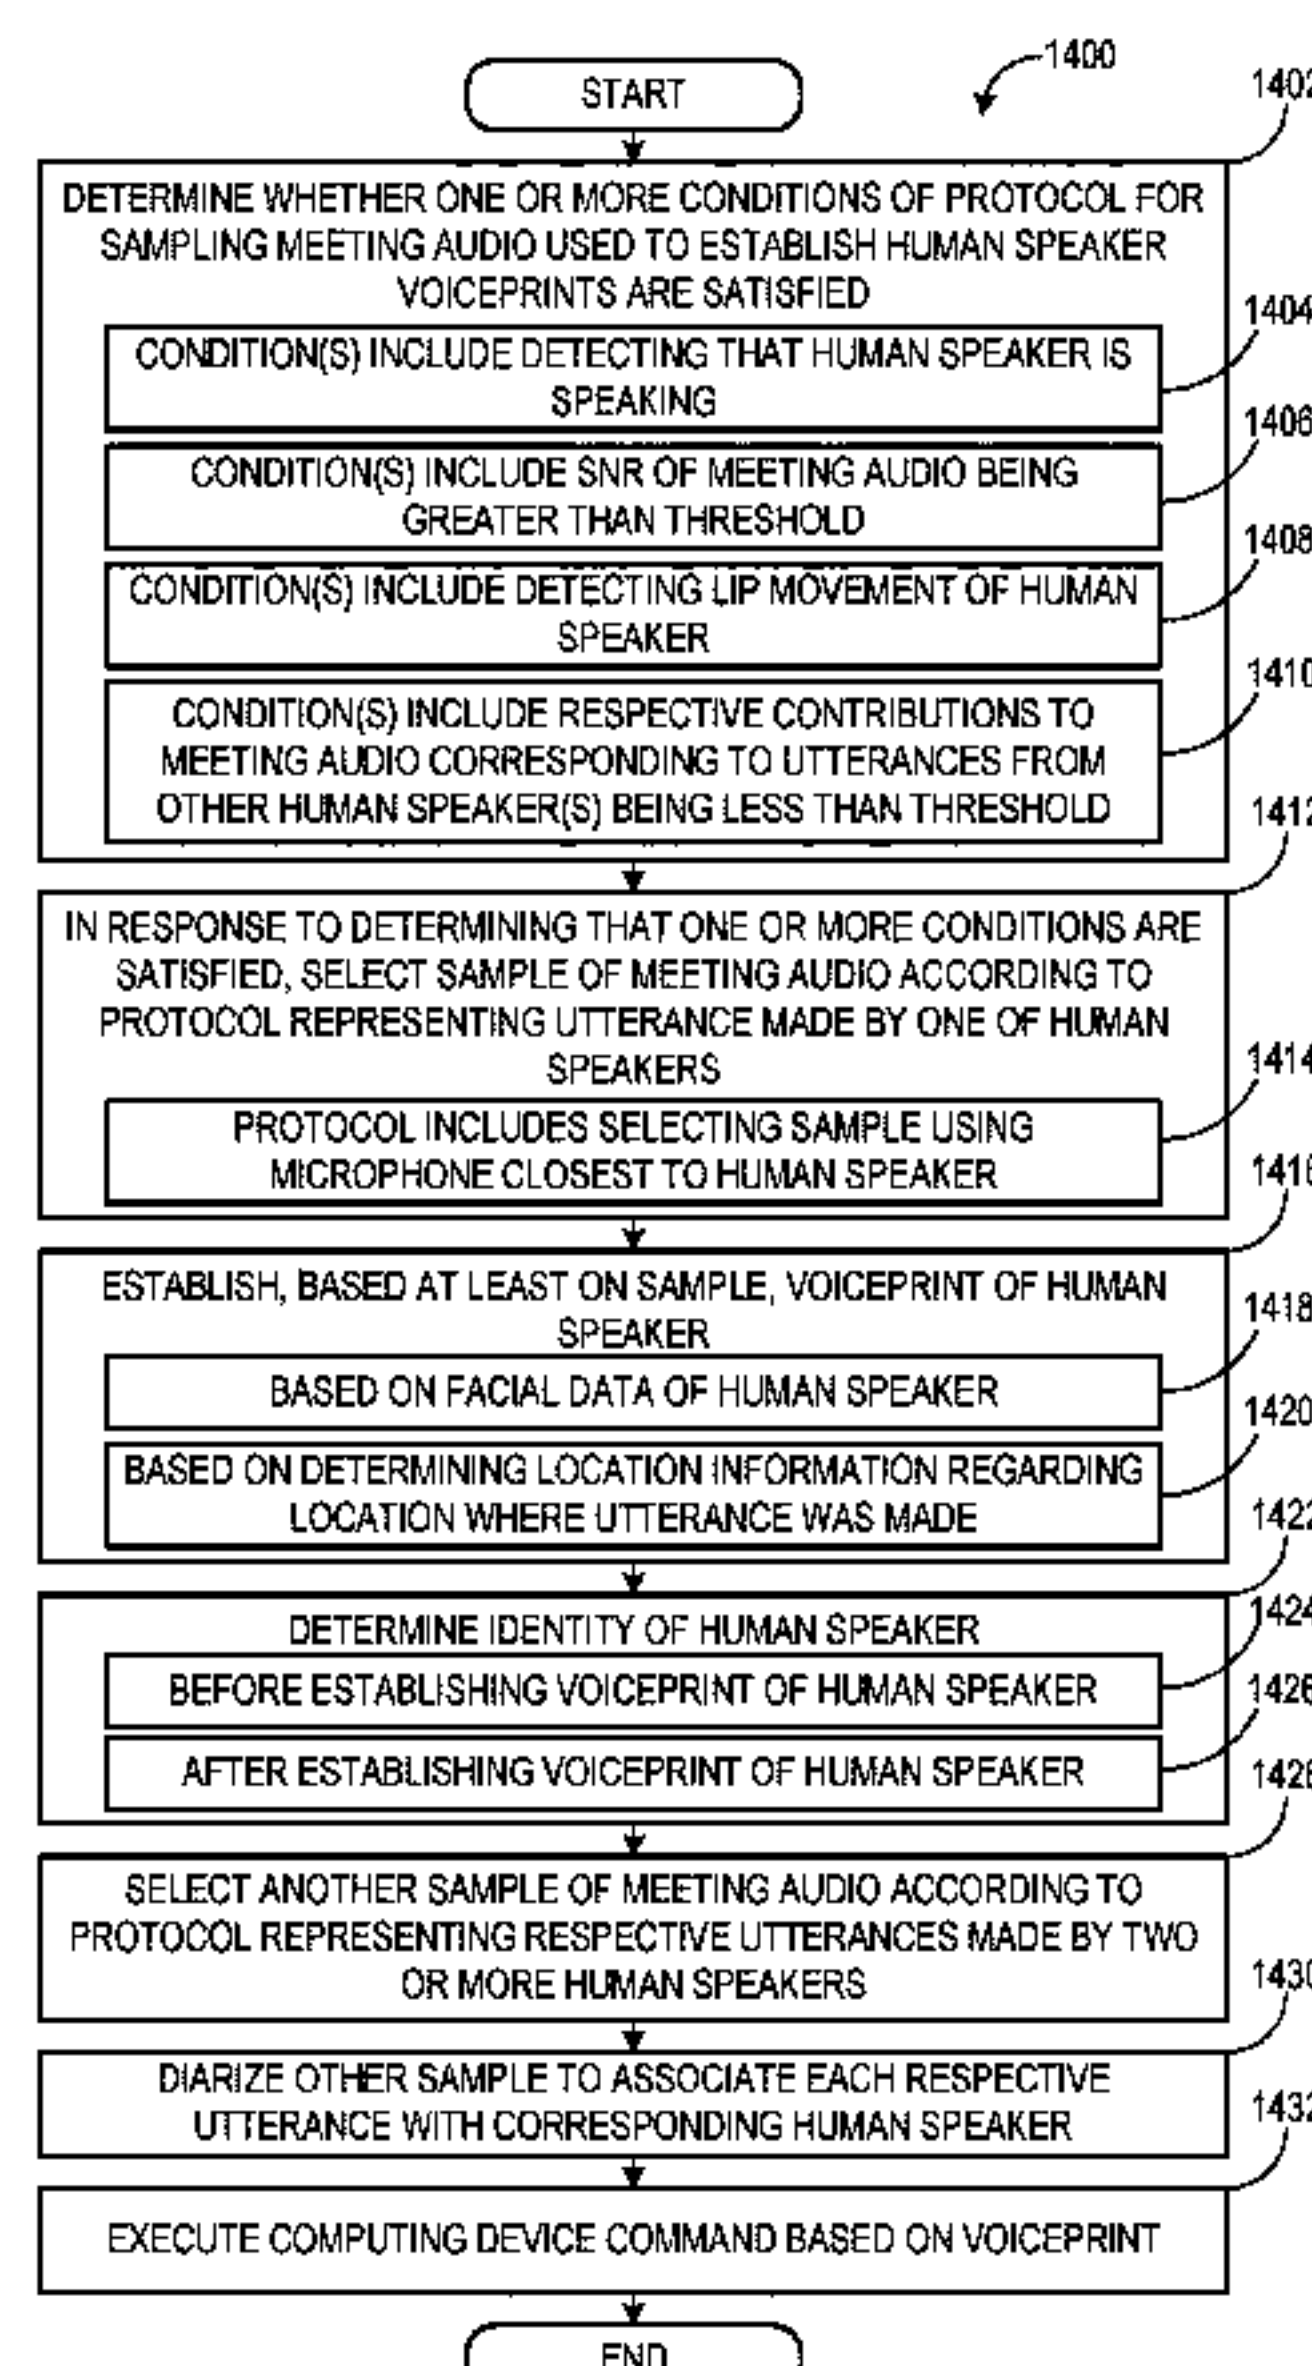 1400
START
1402
DETERMINE WHETHER ONE OR MORE CONDITIONS OF PROTOCOL FOR
SAMPLING MEETING AUDIO USED TO ESTABLISH HUMAN SPEAKER
VOICEPRINTS ARE SATISFIED
1404
CONDITION(S) INCLUDE DETECTING THAT HUMAN SPEAKER IS
SPEAKING
1406
CONDITION(S) INCLUDE SNR OF MEETING AUDIO BEING
GREATER THAN THRESHOLD
1408
CONDITION(S) INCLUDE DETECTING LIP MOVEMENT OF HUMAN
SPEAKER
1410
CONDITION(S) INCLUDE RESPECTIVE CONTRIBUTIONS TO
MEETING AUDIO CORRESPONDING TO UTTERANCES FROM
OTHER HUMAN SPEAKER(S) BEING LESS THAN THRESHOLD
1412
IN RESPONSE TO DETERMINING THAT ONE OR MORE CONDITIONS ARE
SATISFIED, SELECT SAMPLE OF MEETING AUDIO ACCORDING TO
PROTOCOL REPRESENTING UTTERANCE MADE BY ONE OF HUMAN
SPEAKERS
1414
PROTOCOL INCLUDES SELECTING SAMPLE USING
MICROPHONE CLOSEST TO HUMAN SPEAKER
1416
ESTABLISH, BASED AT LEAST ON SAMPLE, VOICEPRINT OF HUMAN
SPEAKER
1418
BASED ON FACIAL DATA OF HUMAN SPEAKER
1420
BASED ON DETERMINING LOCATION INFORMATION REGARDING
LOCATION WHERE UTTERANCE WAS MADE
1422
DETERMINE IDENTITY OF HUMAN SPEAKER
1424
BEFORE ESTABLISHING VOICEPRINT OF HUMAN SPEAKER
1426
AFTER ESTABLISHING VOICEPRINT OF HUMAN SPEAKER
1428
SELECT ANOTHER SAMPLE OF MEETING AUDIO ACCORDING TO
PROTOCOL REPRESENTING RESPECTIVE UTTERANCES MADE BY TWO
OR MORE HUMAN SPEAKERS
1430
DIARIZE OTHER SAMPLE TO ASSOCIATE EACH RESPECTIVE
UTTERANCE WITH CORRESPONDING HUMAN SPEAKER
1432
EXECUTE COMPUTING DEVICE COMMAND BASED ON VOICEPRINT
END